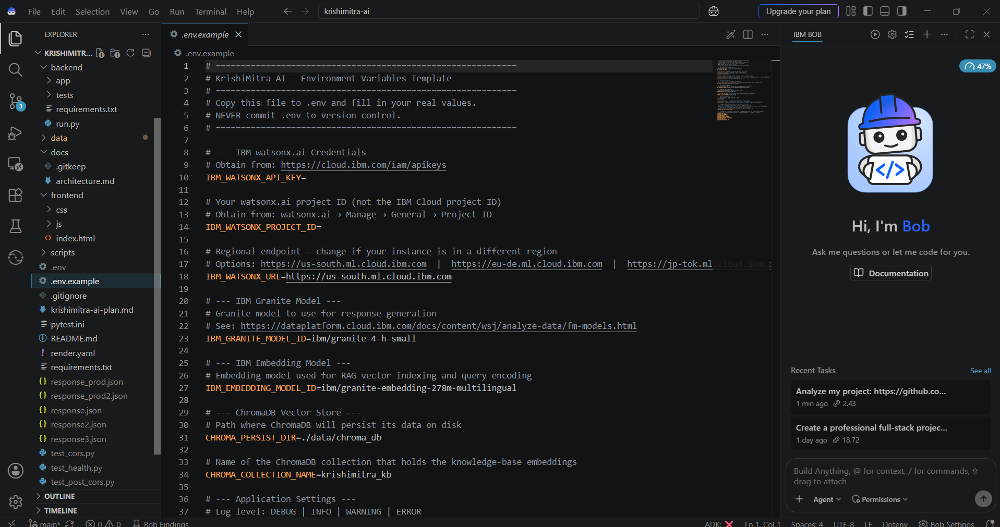 File Edit Selection View Go Run Terminal Help
krishimitra-ai
Upgrade your plan
EXPLORER
KRISHIMITR...
backend
app
tests
requirements.txt
run.py
data
docs
.gitkeep
architecture.md
frontend
css
js
index.html
scripts
.env
.env.example
.gitignore
krishimitra-ai-plan.md
pytest.ini
README.md
render.yaml
requirements.txt
response_prod.json
response_prod2.json
response.json
response2.json
response3.json
test_cors.py
test_health.py
test_post_cors.py
OUTLINE
TIMELINE
3
.env.example
.env.example
1 # ============================================================
2 # KrishiMitra AI — Environment Variables Template
3 # ============================================================
4 # Copy this file to .env and fill in your real values.
5 # NEVER commit .env to version control.
6 # ============================================================
7
8 # --- IBM watsonx.ai Credentials ---
9 # Obtain from: https://cloud.ibm.com/iam/apikeys
10 IBM_WATSONX_API_KEY=
11
12 # Your watsonx.ai project ID (not the IBM Cloud project ID)
13 # Obtain from: watsonx.ai → Manage → General → Project ID
14 IBM_WATSONX_PROJECT_ID=
15
16 # Regional endpoint — change if your instance is in a different region
17 # Options: https://us-south.ml.cloud.ibm.com | https://eu-de.ml.cloud.ibm.com | https://jp-tok.ml.cloud.ibm.c
18 IBM_WATSONX_URL=https://us-south.ml.cloud.ibm.com
19
20 # --- IBM Granite Model ---
21 # Granite model to use for response generation
22 # See: https://dataplatform.cloud.ibm.com/docs/content/wsj/analyze-data/fm-models.html
23 IBM_GRANITE_MODEL_ID=ibm/granite-4-h-small
24
25 # --- IBM Embedding Model ---
26 # Embedding model used for RAG vector indexing and query encoding
27 IBM_EMBEDDING_MODEL_ID=ibm/granite-embedding-278m-multilingual
28
29 # --- ChromaDB Vector Store ---
30 # Path where ChromaDB will persist its data on disk
31 CHROMA_PERSIST_DIR=./data/chroma_db
32
33 # Name of the ChromaDB collection that holds the knowledge-base embeddings
34 CHROMA_COLLECTION_NAME=krishimitra_kb
35
36 # --- Application Settings ---
37 # Log level: DEBUG | INFO | WARNING | ERROR
IBM BOB
47%
</>
Hi, I'm Bob
Ask me questions or let me code for you.
Documentation
Recent Tasks See all
Analyze my project: https://github.co...
1 min ago 2.43
Create a professional full-stack projec...
1 day ago 18.72
Build Anything, @ for context, / for commands, ⇧
drag to attach
Agent Permissions
main* 0 0 Bob Findings ADK: ❌ Ln 1, Col 1 Spaces: 4 UTF-8 LF Dotenv Bob Settings